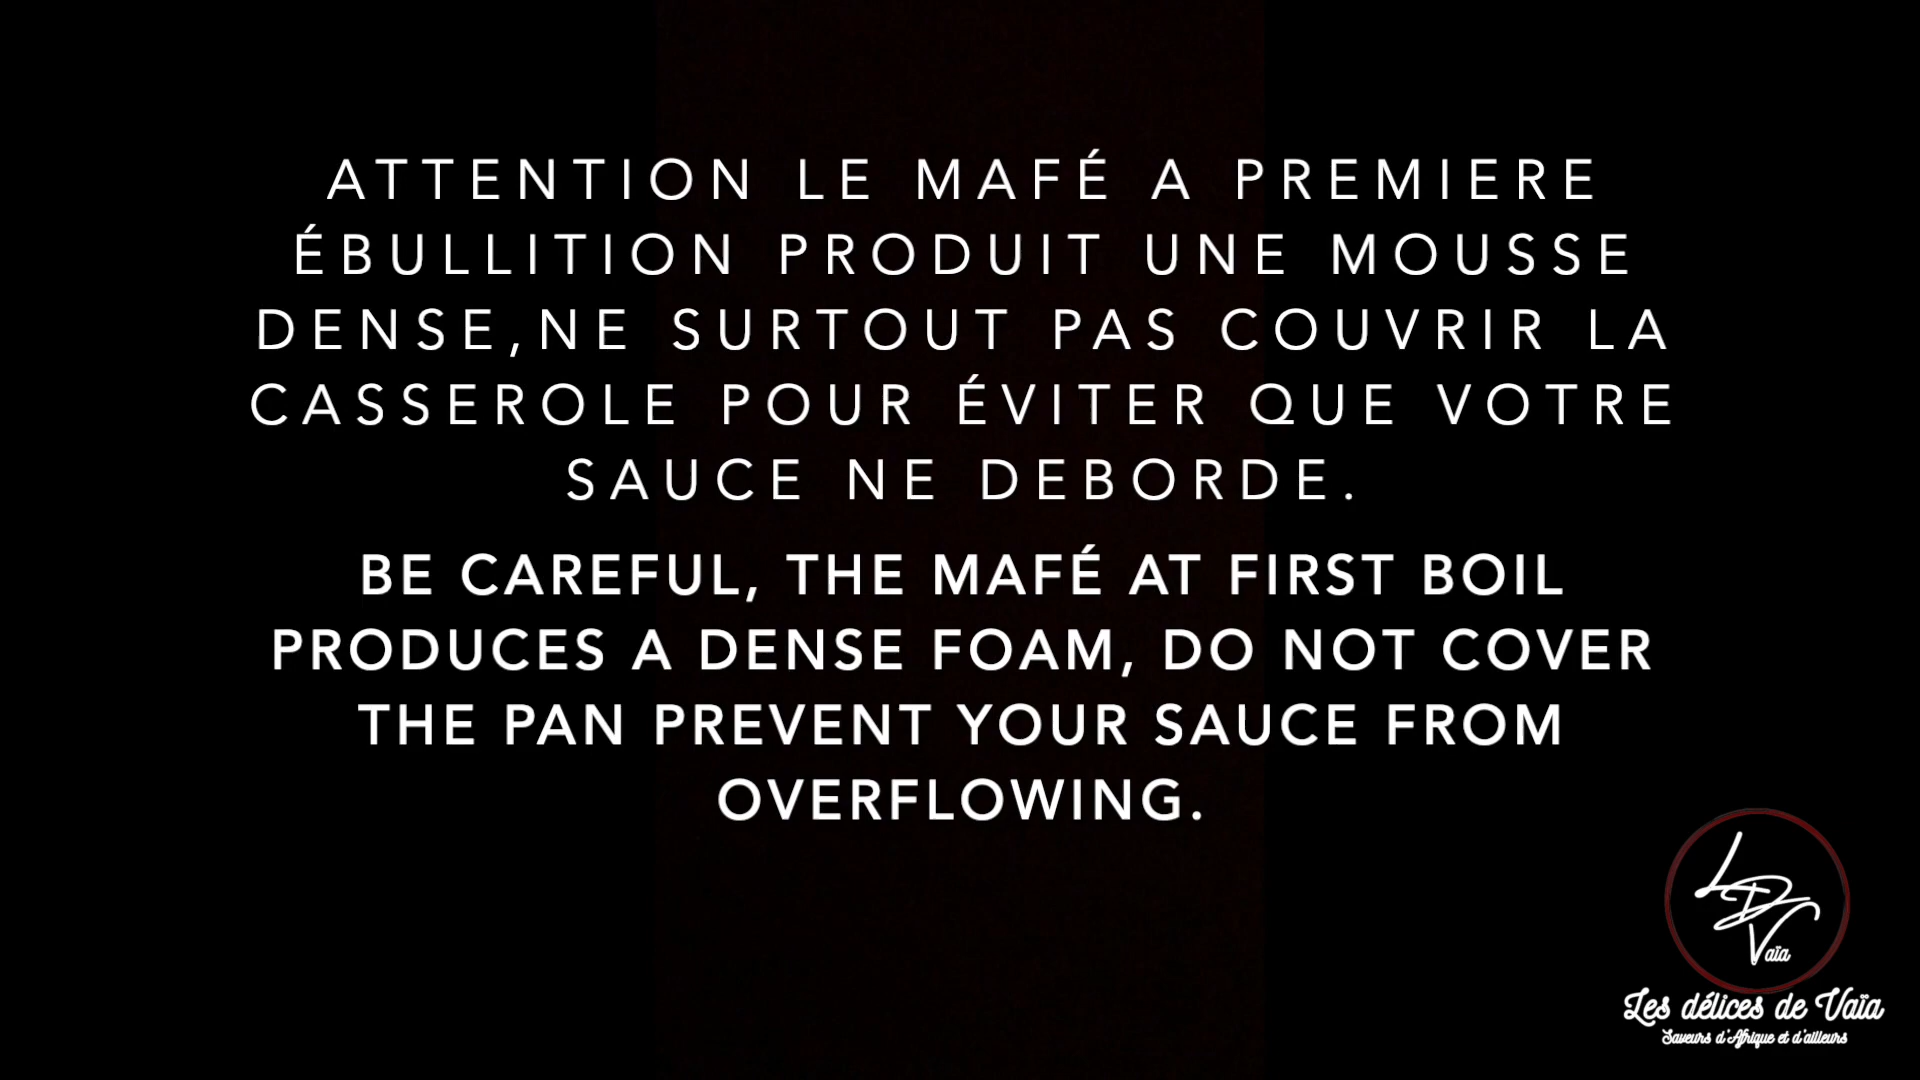 ATTENTION LE MAFÉ A PREMIERE
ÉBULLITION PRODUIT UNE MOUSSE
DENSE,NE SURTOUT PAS COUVRIR LA
CASSEROLE POUR ÉVITER QUE VOTRE
SAUCE NE DEBORDE.
BE CAREFUL, THE MAFÉ AT FIRST BOIL
PRODUCES A DENSE FOAM, DO NOT COVER
THE PAN PREVENT YOUR SAUCE FROM
OVERFLOWING.
LDVaïa
Les délices de Vaïa
Saveurs d'Afrique et d'ailleurs